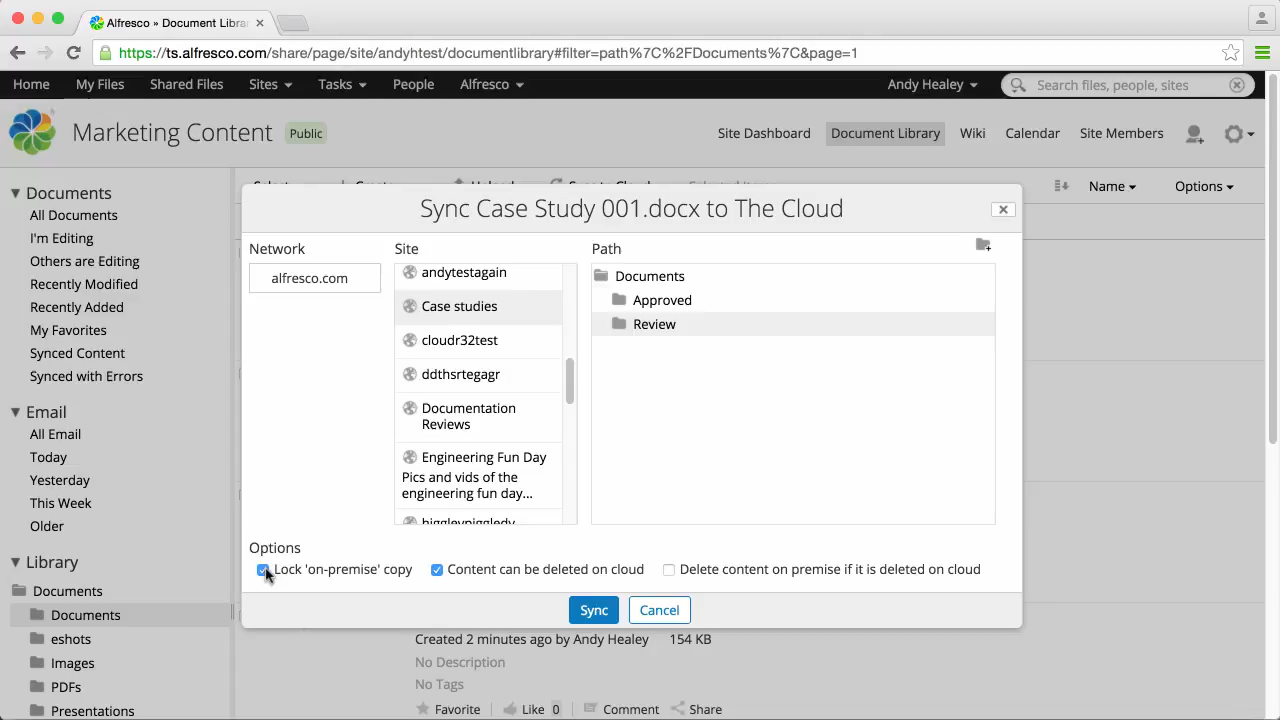 Alfresco » Document Librar
https://ts.alfresco.com/share/page/site/andyhtest/documentlibrary#filter=path%7C%2FDocuments%7C&page=1
Home My Files Shared Files Sites Tasks People Alfresco Andy Healey Search files, people, sites
Marketing Content Public Site Dashboard Document Library Wiki Calendar Site Members
Name Options
Documents
All Documents
I'm Editing
Others are Editing
Recently Modified
Recently Added
My Favorites
Synced Content
Synced with Errors
Email
All Email
Today
Yesterday
This Week
Older
Library
Documents
Documents
eshots
Images
PDFs
Presentations
Sync Case Study 001.docx to The Cloud
Network
alfresco.com
Site
andytestagain
Case studies
cloudr32test
ddthsrtegagr
Documentation
Reviews
Engineering Fun Day
Pics and vids of the
engineering fun day...
higgleypiggledy
Path
Documents
Approved
Review
Options
Lock 'on-premise' copy Content can be deleted on cloud Delete content on premise if it is deleted on cloud
Sync Cancel
Created 2 minutes ago by Andy Healey 154 KB
No Description
No Tags
Favorite Like 0 Comment Share